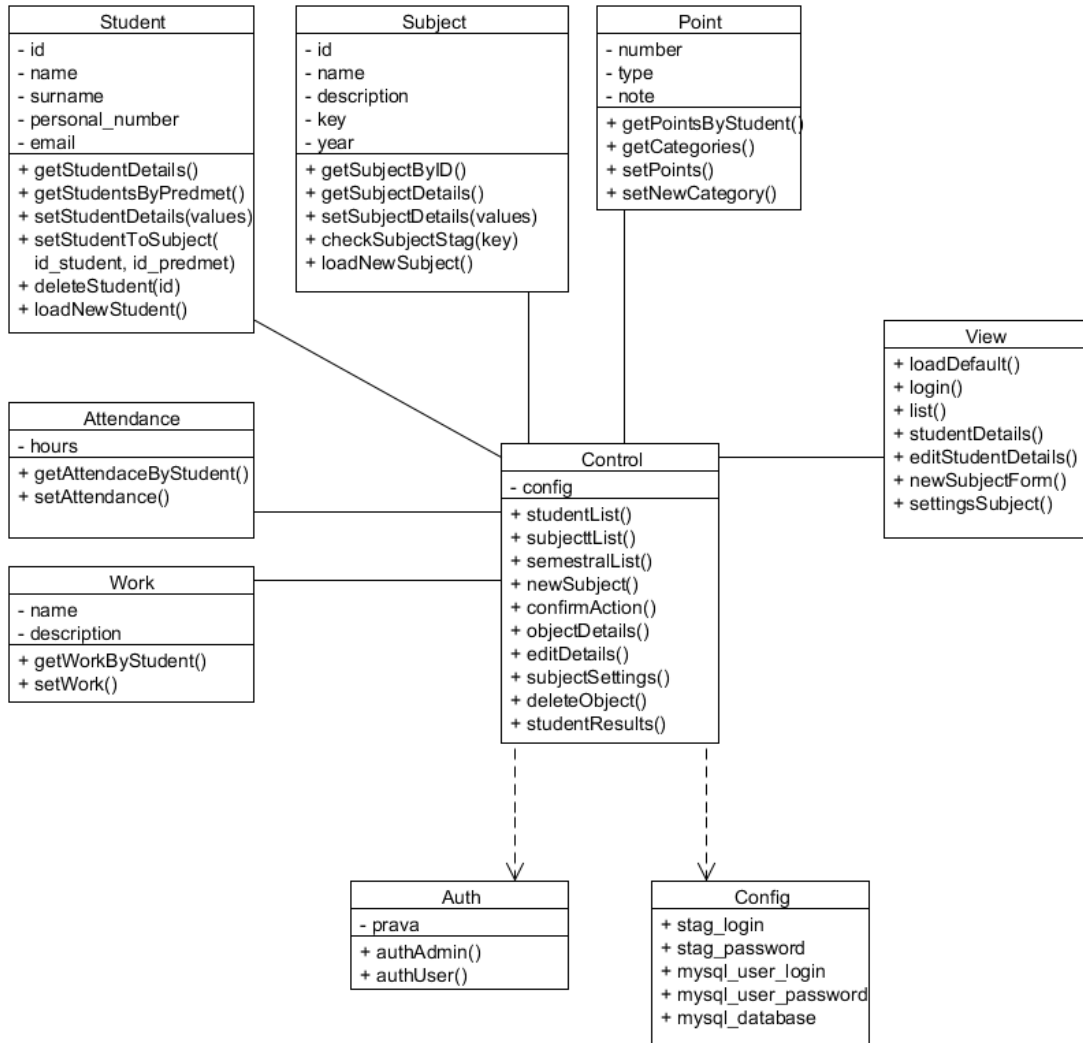 Student
- id
- name
- surname
- personal_number
- email
+ getStudentDetails()
+ getStudentsByPredmet()
+ setStudentDetails(values)
+ setStudentToSubject(
id_student, id_predmet)
+ deleteStudent(id)
+ loadNewStudent()
Subject
- id
- name
- description
- key
- year
+ getSubjectByID()
+ getSubjectDetails()
+ setSubjectDetails(values)
+ checkSubjectStag(key)
+ loadNewSubject()
Point
- number
- type
- note
+ getPointsByStudent()
+ getCategories()
+ setPoints()
+ setNewCategory()
View
+ loadDefault()
+ login()
+ list()
+ studentDetails()
+ editStudentDetails()
+ newSubjectForm()
+ settingsSubject()
Attendance
- hours
+ getAttendaceByStudent()
+ setAttendance()
Control
- config
+ studentList()
+ subjecttList()
+ semestralList()
+ newSubject()
+ confirmAction()
+ objectDetails()
+ editDetails()
+ subjectSettings()
+ deleteObject()
+ studentResults()
Work
- name
- description
+ getWorkByStudent()
+ setWork()
Auth
- prava
+ authAdmin()
+ authUser()
Config
+ stag_login
+ stag_password
+ mysql_user_login
+ mysql_user_password
+ mysql_database